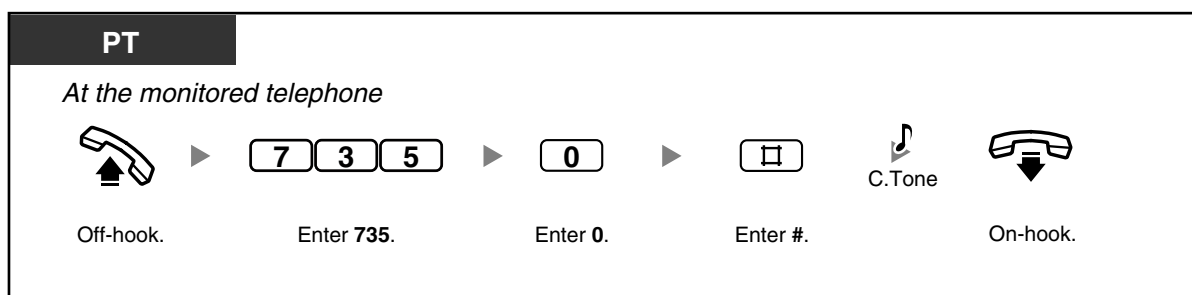 PT
At the monitored telephone
7 3 5 0 #
C.Tone
Off-hook. Enter 735. Enter 0. Enter #. On-hook.